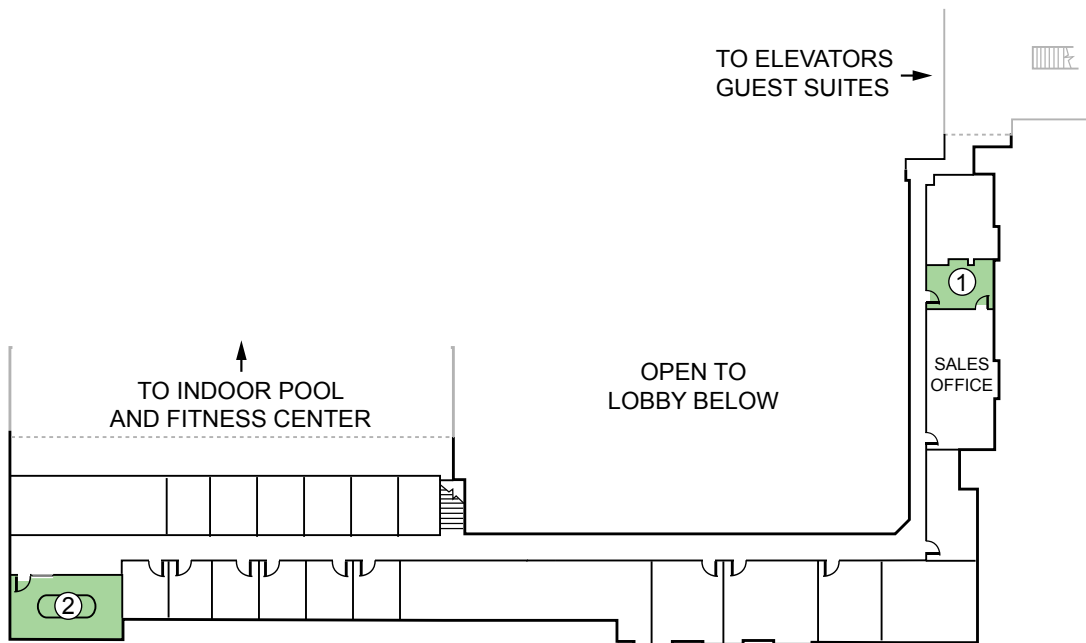 TO ELEVATORS
GUEST SUITES
1
SALES
OFFICE
OPEN TO
LOBBY BELOW
TO INDOOR POOL
AND FITNESS CENTER
2